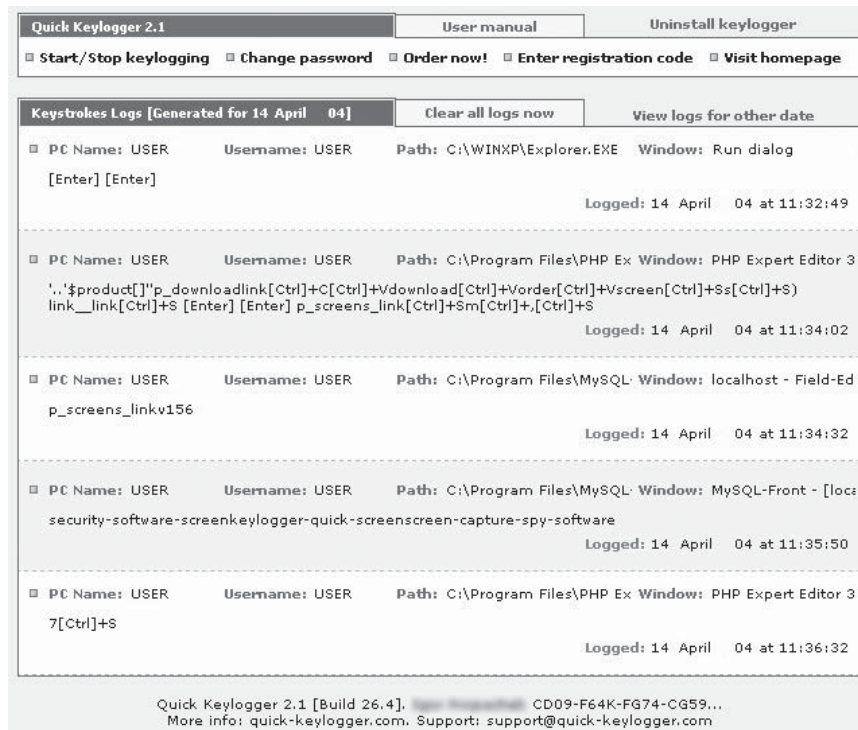 Quick Keylogger 2.1 User manual Uninstall keylogger
Start/Stop keylogging Change password Order now! Enter registration code Visit homepage
Keystrokes Logs [Generated for 14 April 04] Clear all logs now View logs for other date
PC Name: USER Username: USER Path: C:\WINXP\Explorer.EXE Window: Run dialog
[Enter] [Enter]
Logged: 14 April 04 at 11:32:49
PC Name: USER Username: USER Path: C:\Program Files\PHP Ex Window: PHP Expert Editor 3
'..'$product[]"p_downloadlink[Ctrl]+C[Ctrl]+Vdownload[Ctrl]+Vorder[Ctrl]+Vscreen[Ctrl]+Ss[Ctrl]+S)
link__link[Ctrl]+S [Enter] [Enter] p_screens_link[Ctrl]+Sm[Ctrl]+,[Ctrl]+S
Logged: 14 April 04 at 11:34:02
PC Name: USER Username: USER Path: C:\Program Files\MySQL- Window: localhost - Field-Ed
p_screens_linkv156
Logged: 14 April 04 at 11:34:32
PC Name: USER Username: USER Path: C:\Program Files\MySQL- Window: MySQL-Front - [loca
security-software-screenkeylogger-quick-screenscreen-capture-spy-software
Logged: 14 April 04 at 11:35:50
PC Name: USER Username: USER Path: C:\Program Files\PHP Ex Window: PHP Expert Editor 3
7[Ctrl]+S
Logged: 14 April 04 at 11:36:32
Quick Keylogger 2.1 [Build 26.4]. CD09-F64K-FG74-CG59...
More info: quick-keylogger.com. Support: support@quick-keylogger.com